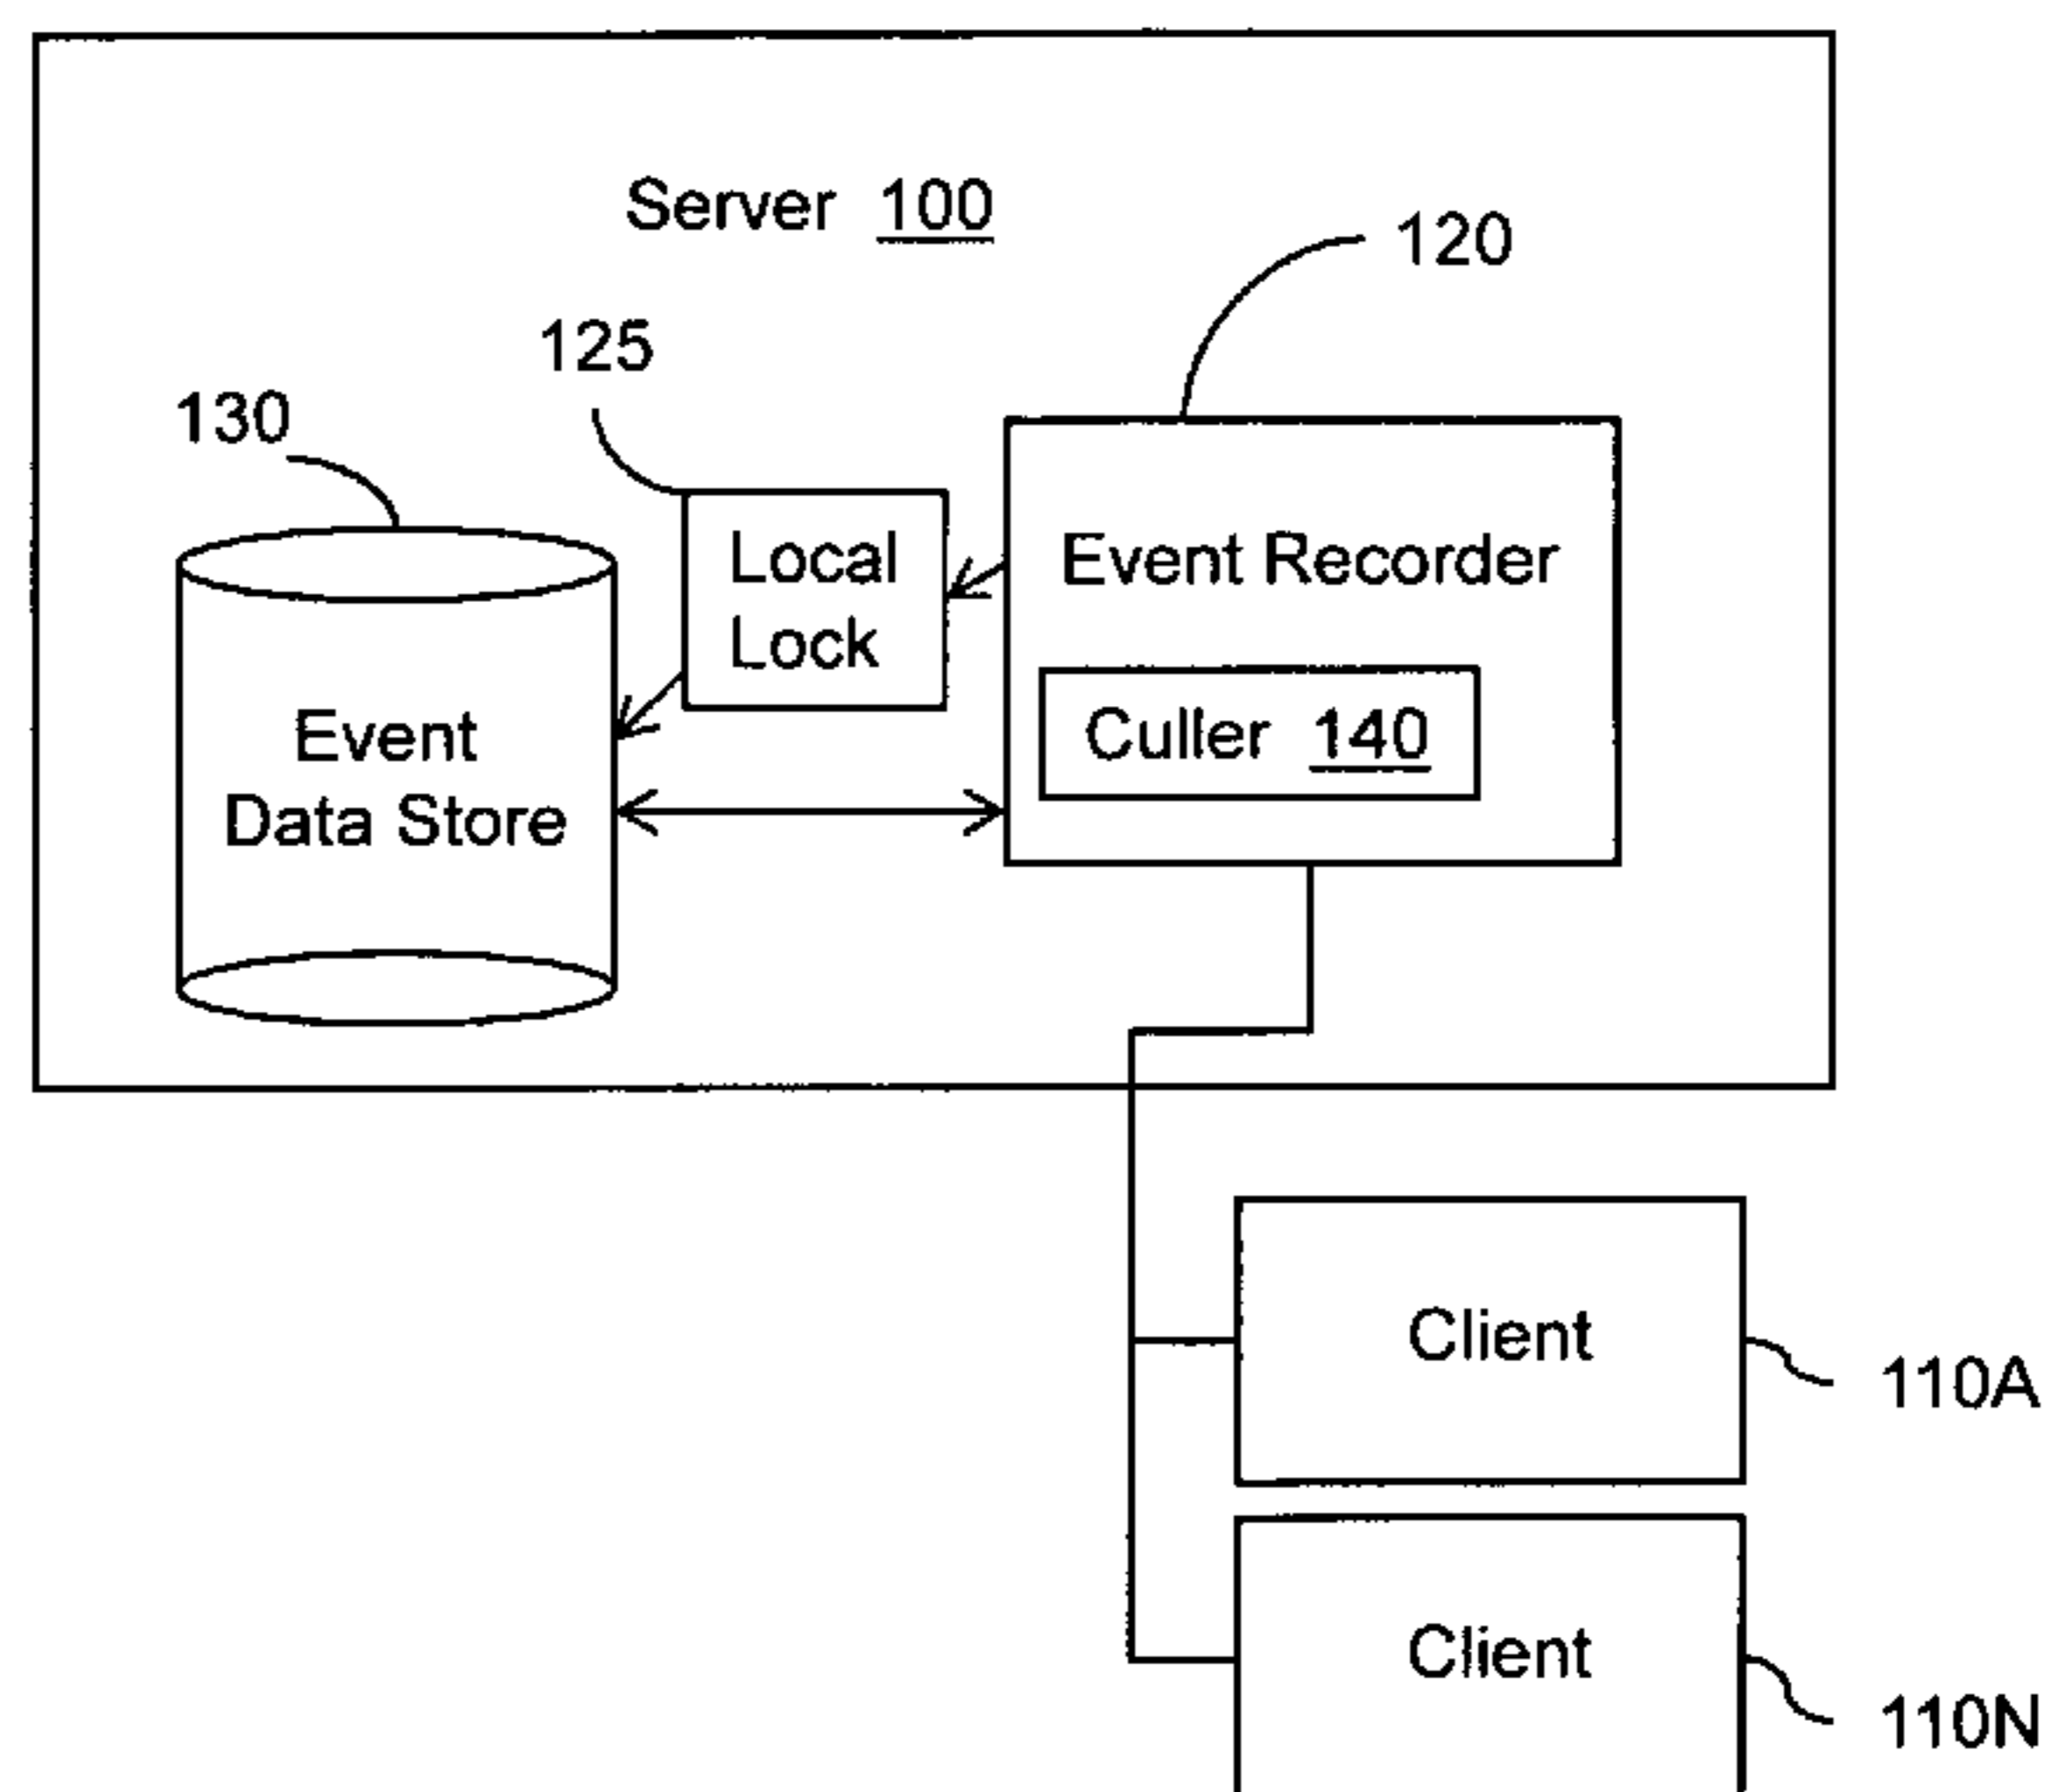 Server 100
120
125
130
Local
Lock
Event Recorder
Culler 140
Event
Data Store
Client
110A
Client
110N